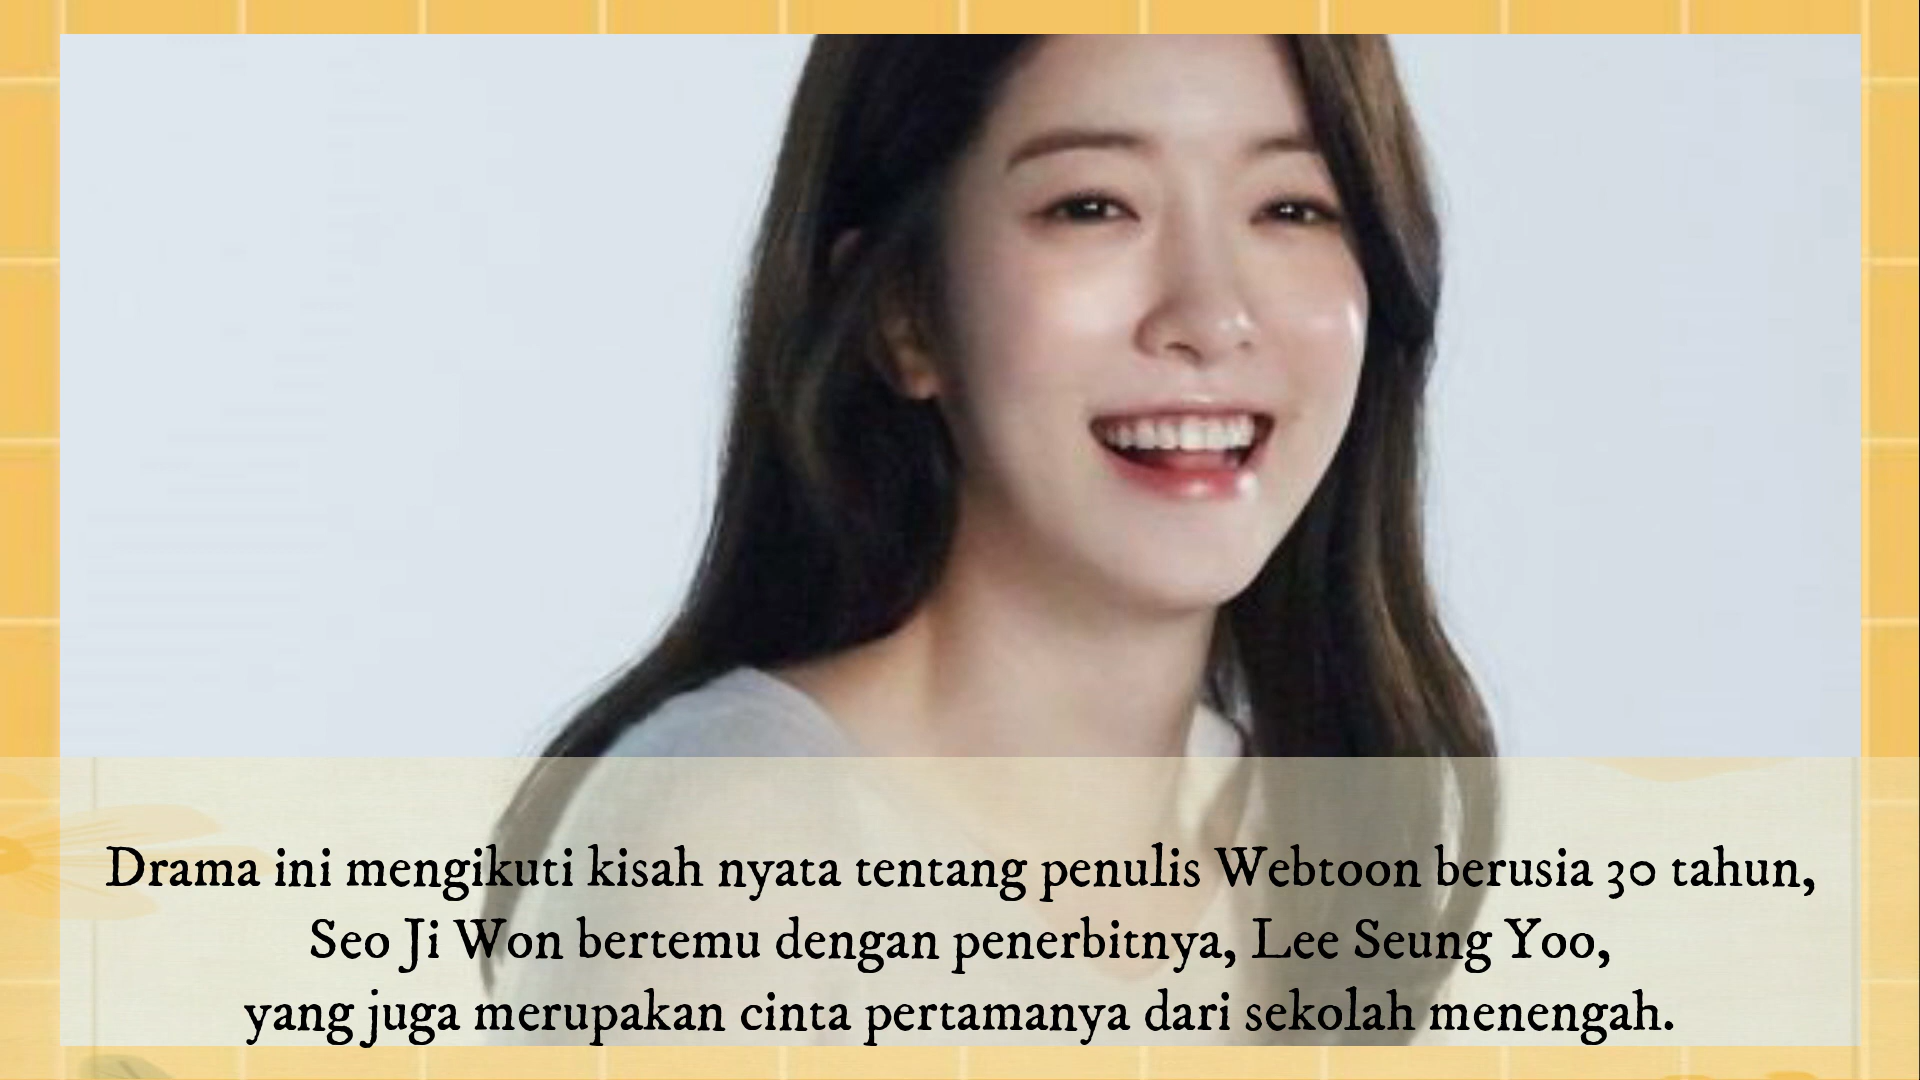 Drama ini mengikuti kisah nyata tentang penulis Webtoon berusia 30 tahun,
Seo Ji Won bertemu dengan penerbitnya, Lee Seung Yoo,
yang juga merupakan cinta pertamanya dari sekolah menengah.